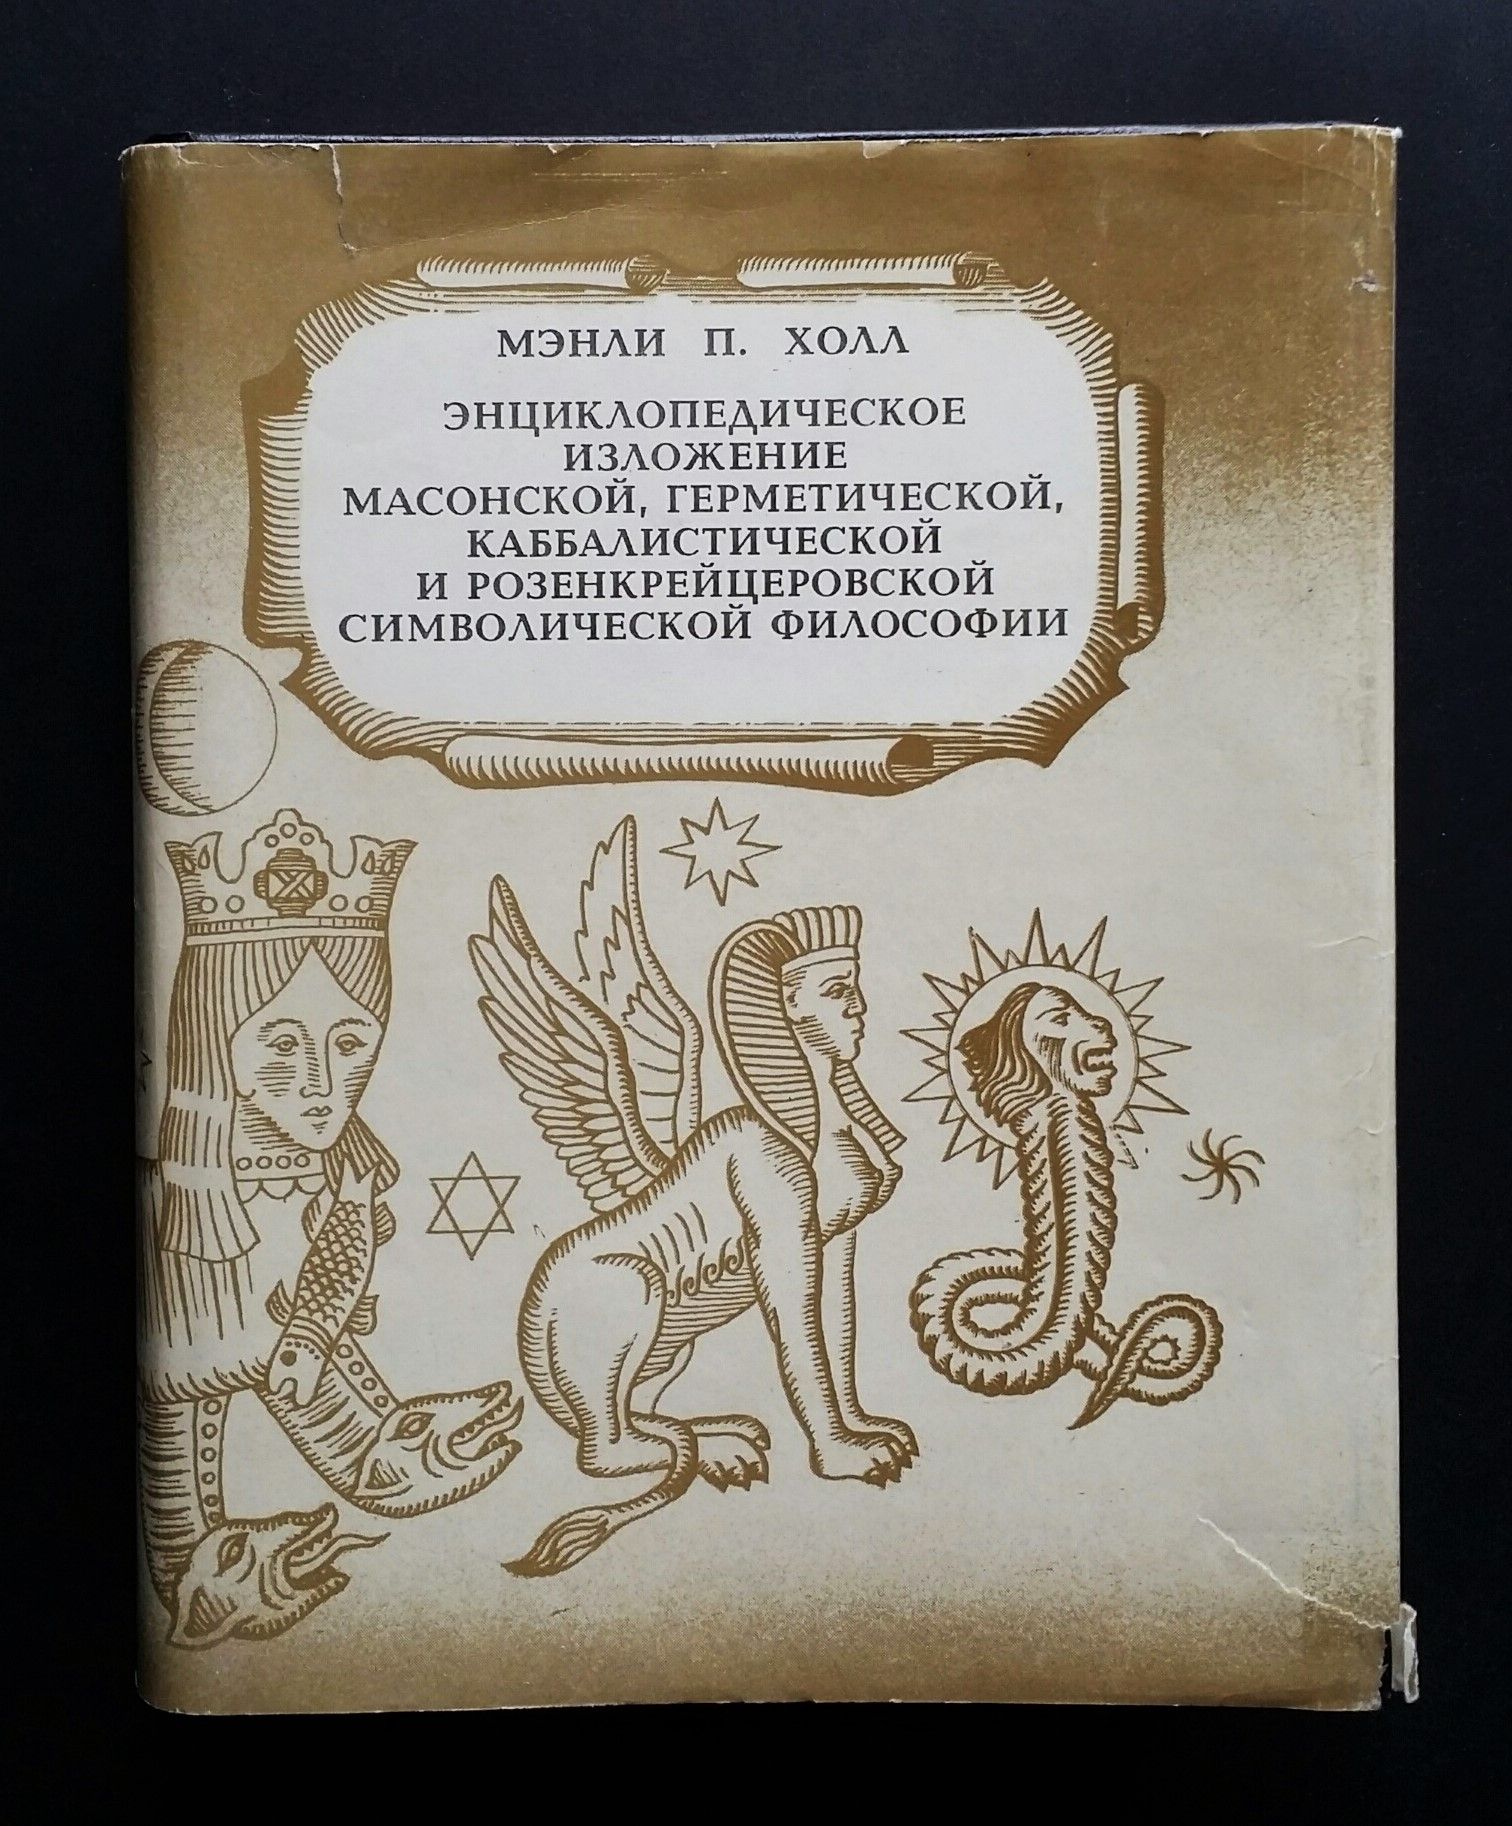 МЭНЛИ П. ХОЛЛ
ЭНЦИКЛОПЕДИЧЕСКОЕ
ИЗЛОЖЕНИЕ
МАСОНСКОЙ, ГЕРМЕТИЧЕСКОЙ,
КАББАЛИСТИЧЕСКОЙ
И РОЗЕНКРЕЙЦЕРОВСКОЙ
СИМВОЛИЧЕСКОЙ ФИЛОСОФИИ